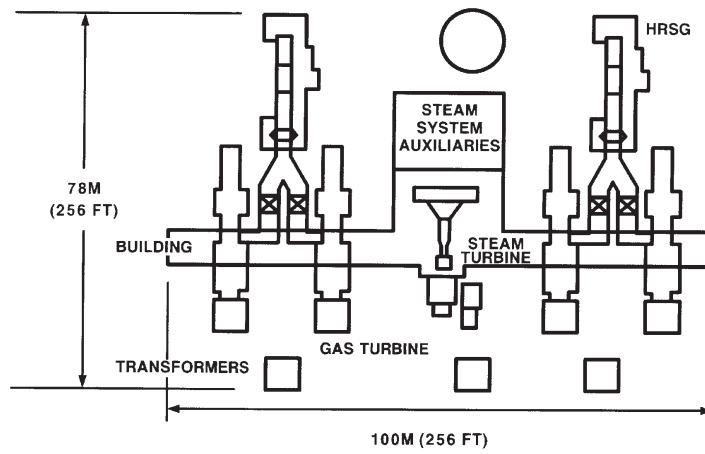 HRSG
STEAM
SYSTEM
AUXILIARIES
78M
(256 FT)
BUILDING
STEAM
TURBINE
GAS TURBINE
TRANSFORMERS
100M (256 FT)